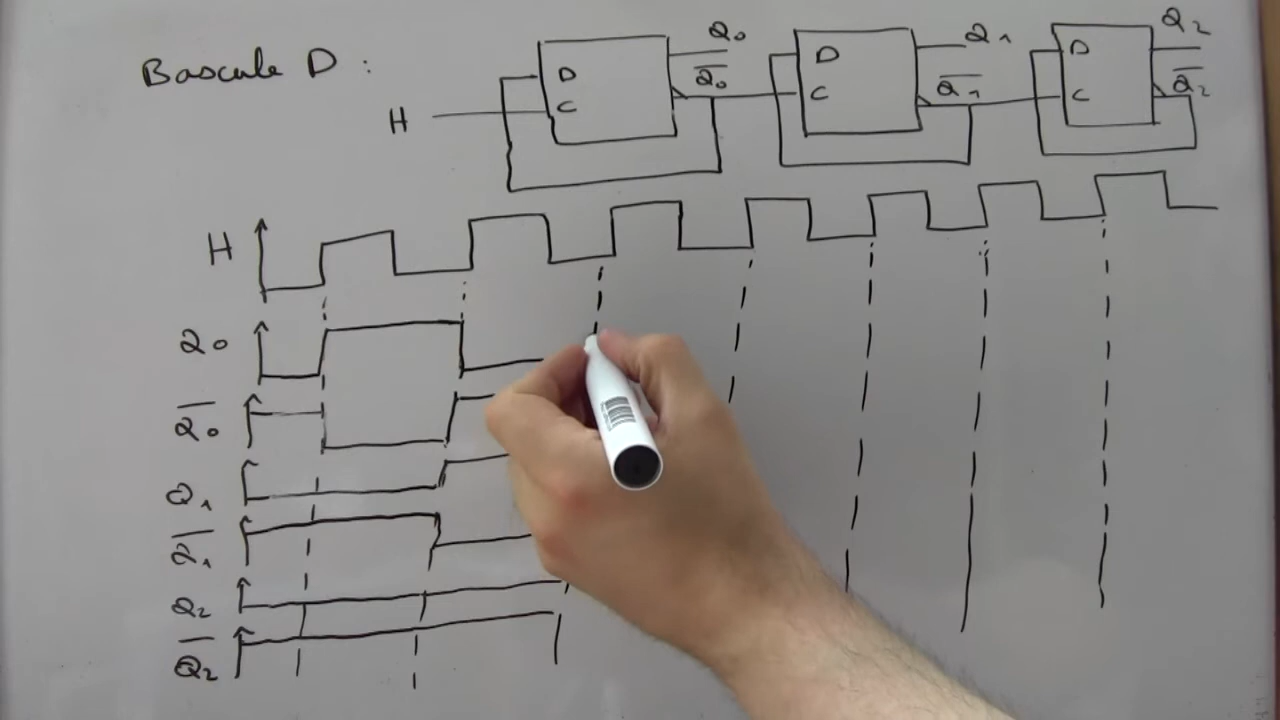 Bascule D :
H
D
C
Q₀
Q̅₀
D
C
Q₁
Q̅₁
D
C
Q₂
Q̅₂
H
Q₀
Q̅₀
Q₁
Q̅₁
Q₂
Q̅₂